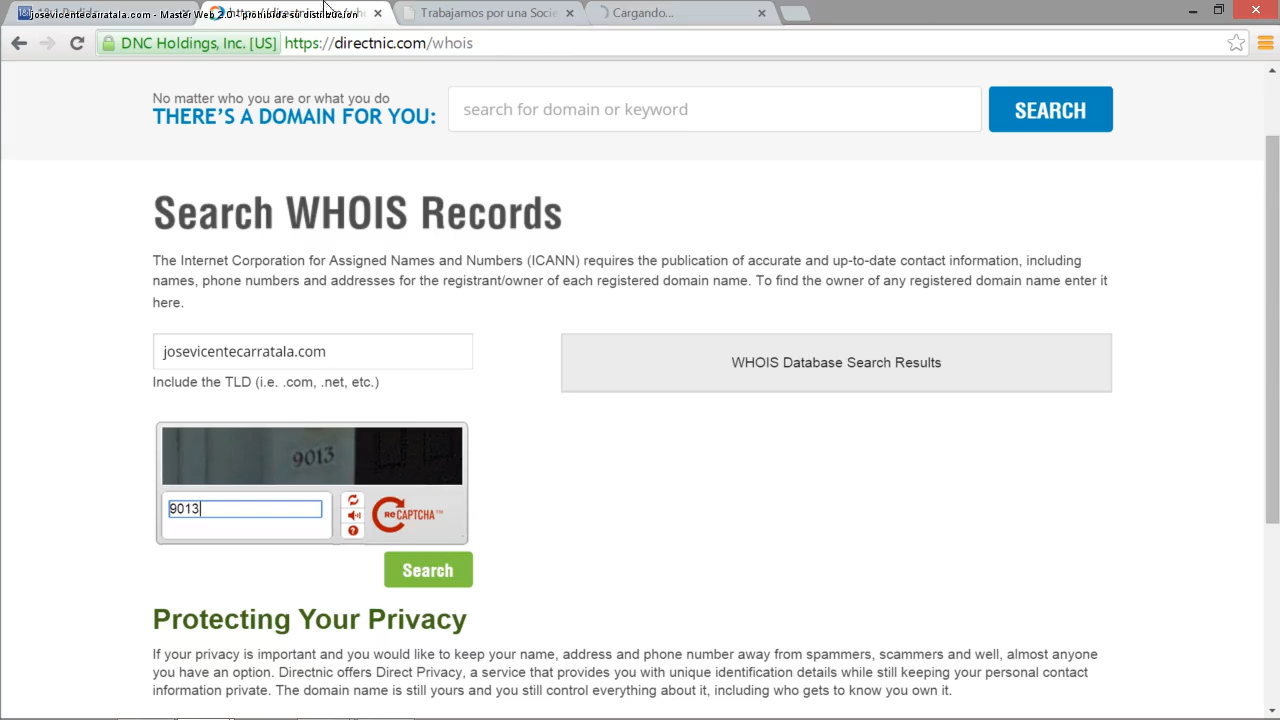 Trabajamos por una Socie
Cargando...
DNC Holdings, Inc. [US] https://directnic.com/whois
No matter who you are or what you do
THERE'S A DOMAIN FOR YOU:
search for domain or keyword
SEARCH
Search WHOIS Records
The Internet Corporation for Assigned Names and Numbers (ICANN) requires the publication of accurate and up-to-date contact information, including
names, phone numbers and addresses for the registrant/owner of each registered domain name. To find the owner of any registered domain name enter it
here.
josevicentecarratala.com
WHOIS Database Search Results
Include the TLD (i.e. .com, .net, etc.)
9013
9013
reCAPTCHA™
Search
Protecting Your Privacy
If your privacy is important and you would like to keep your name, address and phone number away from spammers, scammers and well, almost anyone
you have an option. Directnic offers Direct Privacy, a service that provides you with unique identification details while still keeping your personal contact
information private. The domain name is still yours and you still control everything about it, including who gets to know you own it.